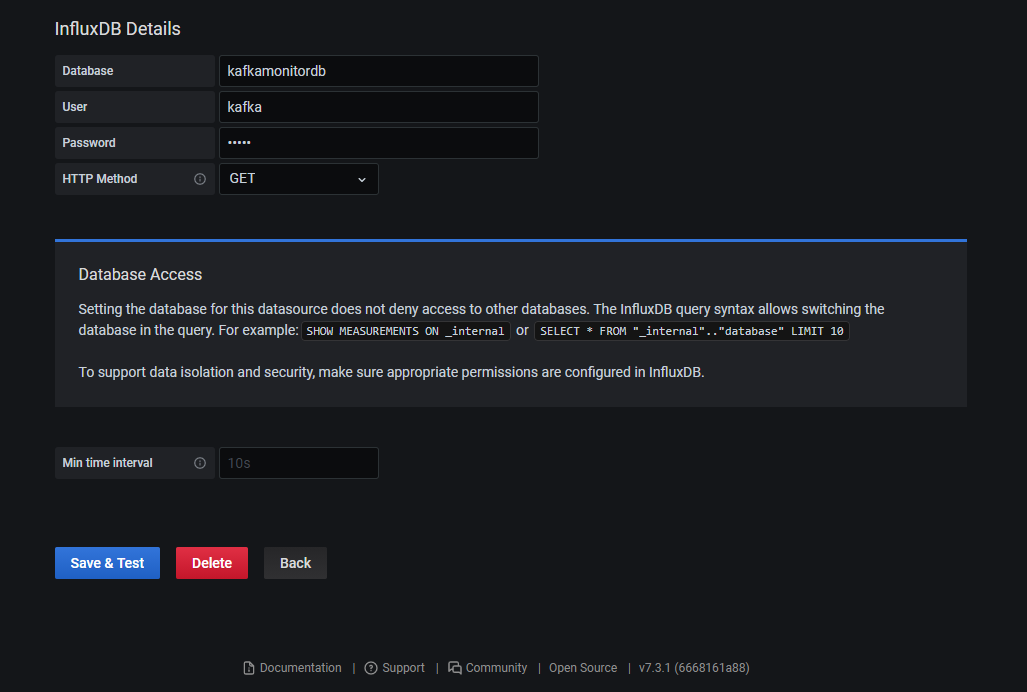 InfluxDB Details
Database kafkamonitordb
User kafka
Password •••••
HTTP Method GET
Database Access
Setting the database for this datasource does not deny access to other databases. The InfluxDB query syntax allows switching the
database in the query. For example: SHOW MEASUREMENTS ON _internal or SELECT * FROM "_internal".."database" LIMIT 10
To support data isolation and security, make sure appropriate permissions are configured in InfluxDB.
Min time interval 10s
Save & Test Delete Back
Documentation | Support | Community | Open Source | v7.3.1 (6668161a88)